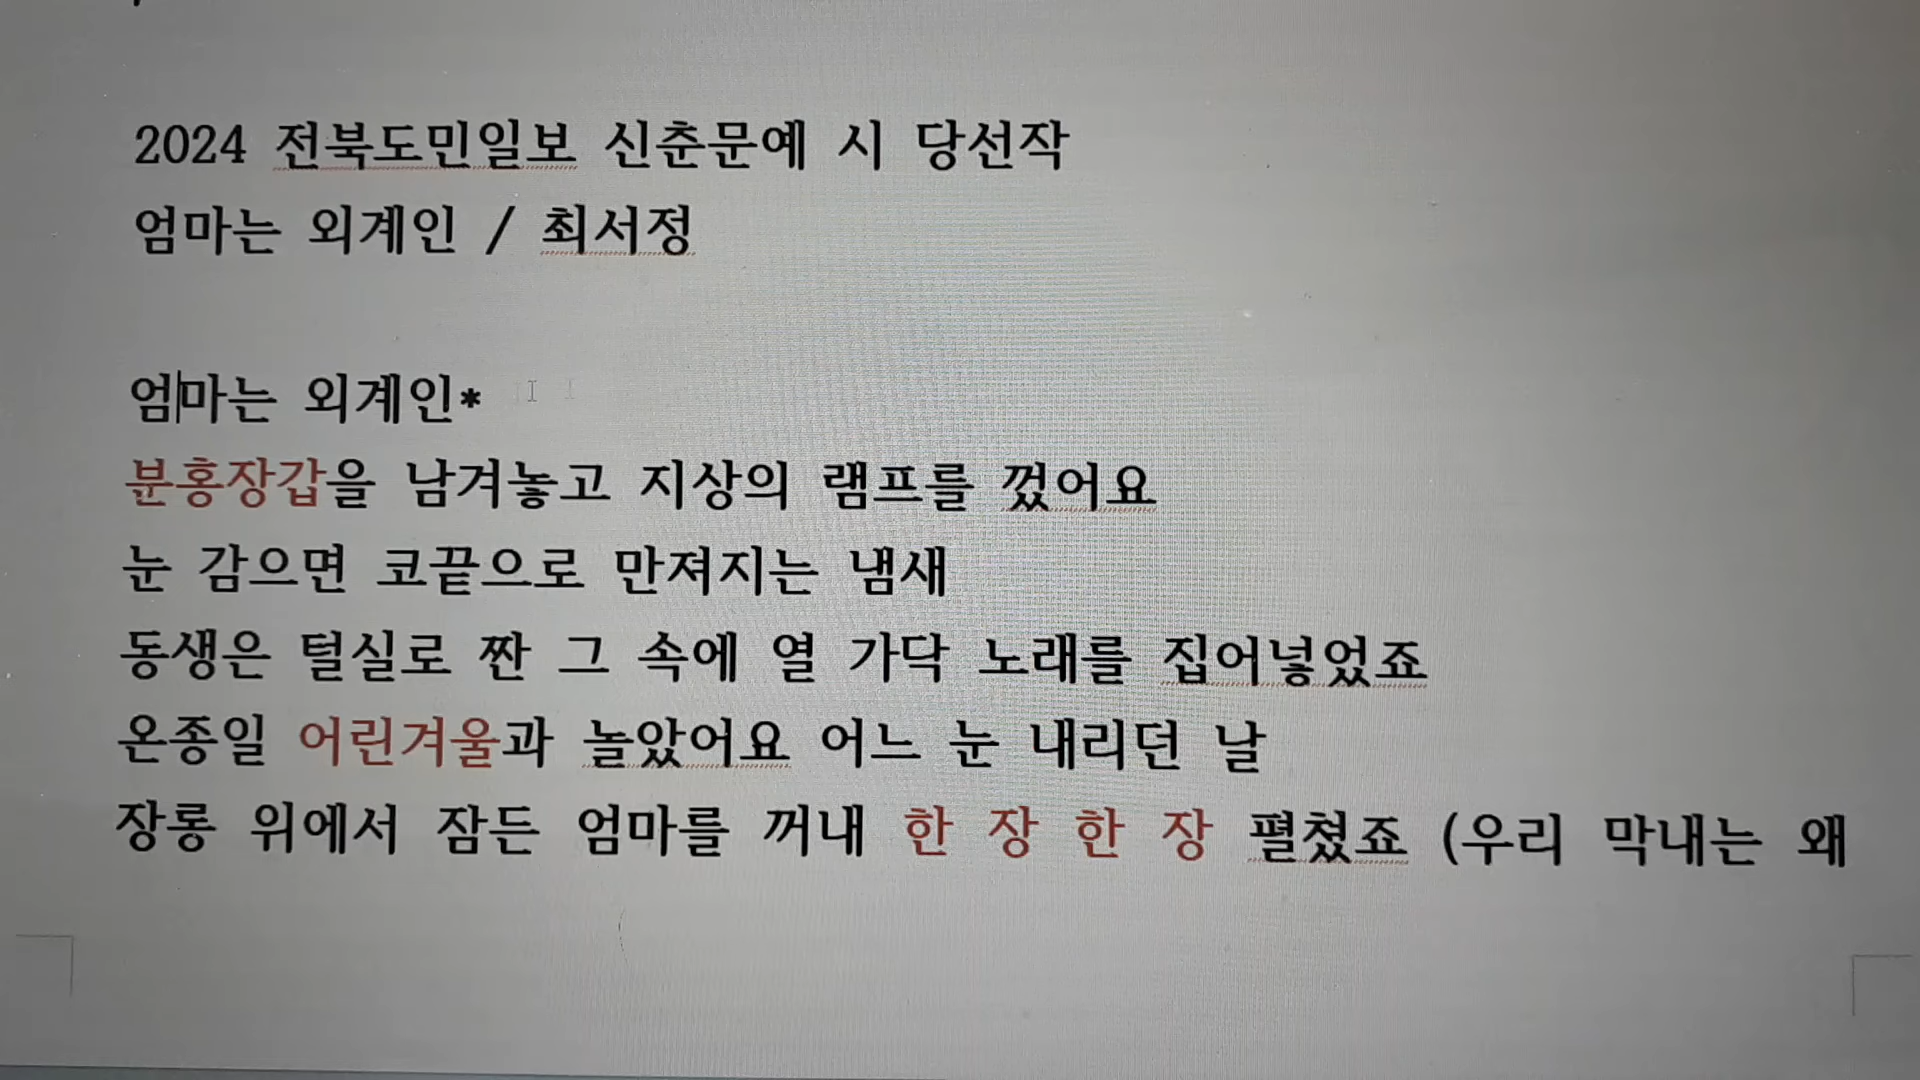 2024 전북도민일보 신춘문예 시 당선작
엄마는 외계인 / 최서정
엄마는 외계인*
분홍장갑을 남겨놓고 지상의 램프를 껐어요
눈 감으면 코끝으로 만져지는 냄새
동생은 털실로 짠 그 속에 열 가닥 노래를 집어넣었죠
온종일 어린겨울과 놀았어요 어느 눈 내리던 날
장롱 위에서 잠든 엄마를 꺼내 한 장 한 장 펼쳤죠 (우리 막내는 왜